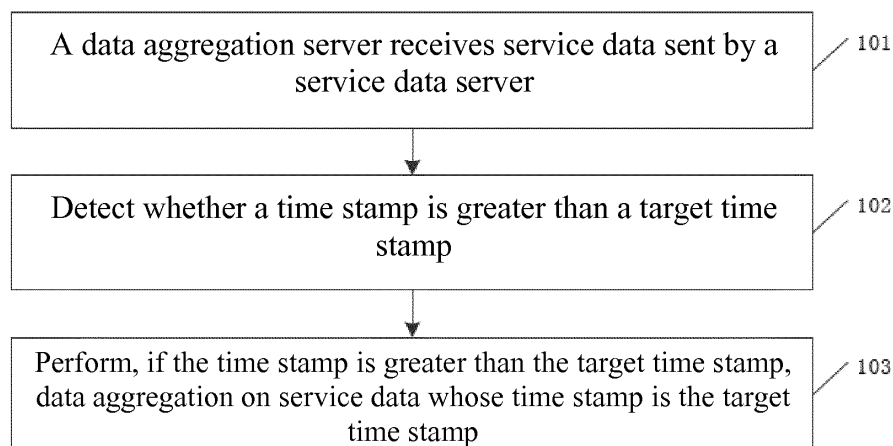 A data aggregation server receives service data sent by a
service data server
101
Detect whether a time stamp is greater than a target time
stamp
102
Perform, if the time stamp is greater than the target time stamp,
data aggregation on service data whose time stamp is the target
time stamp
103